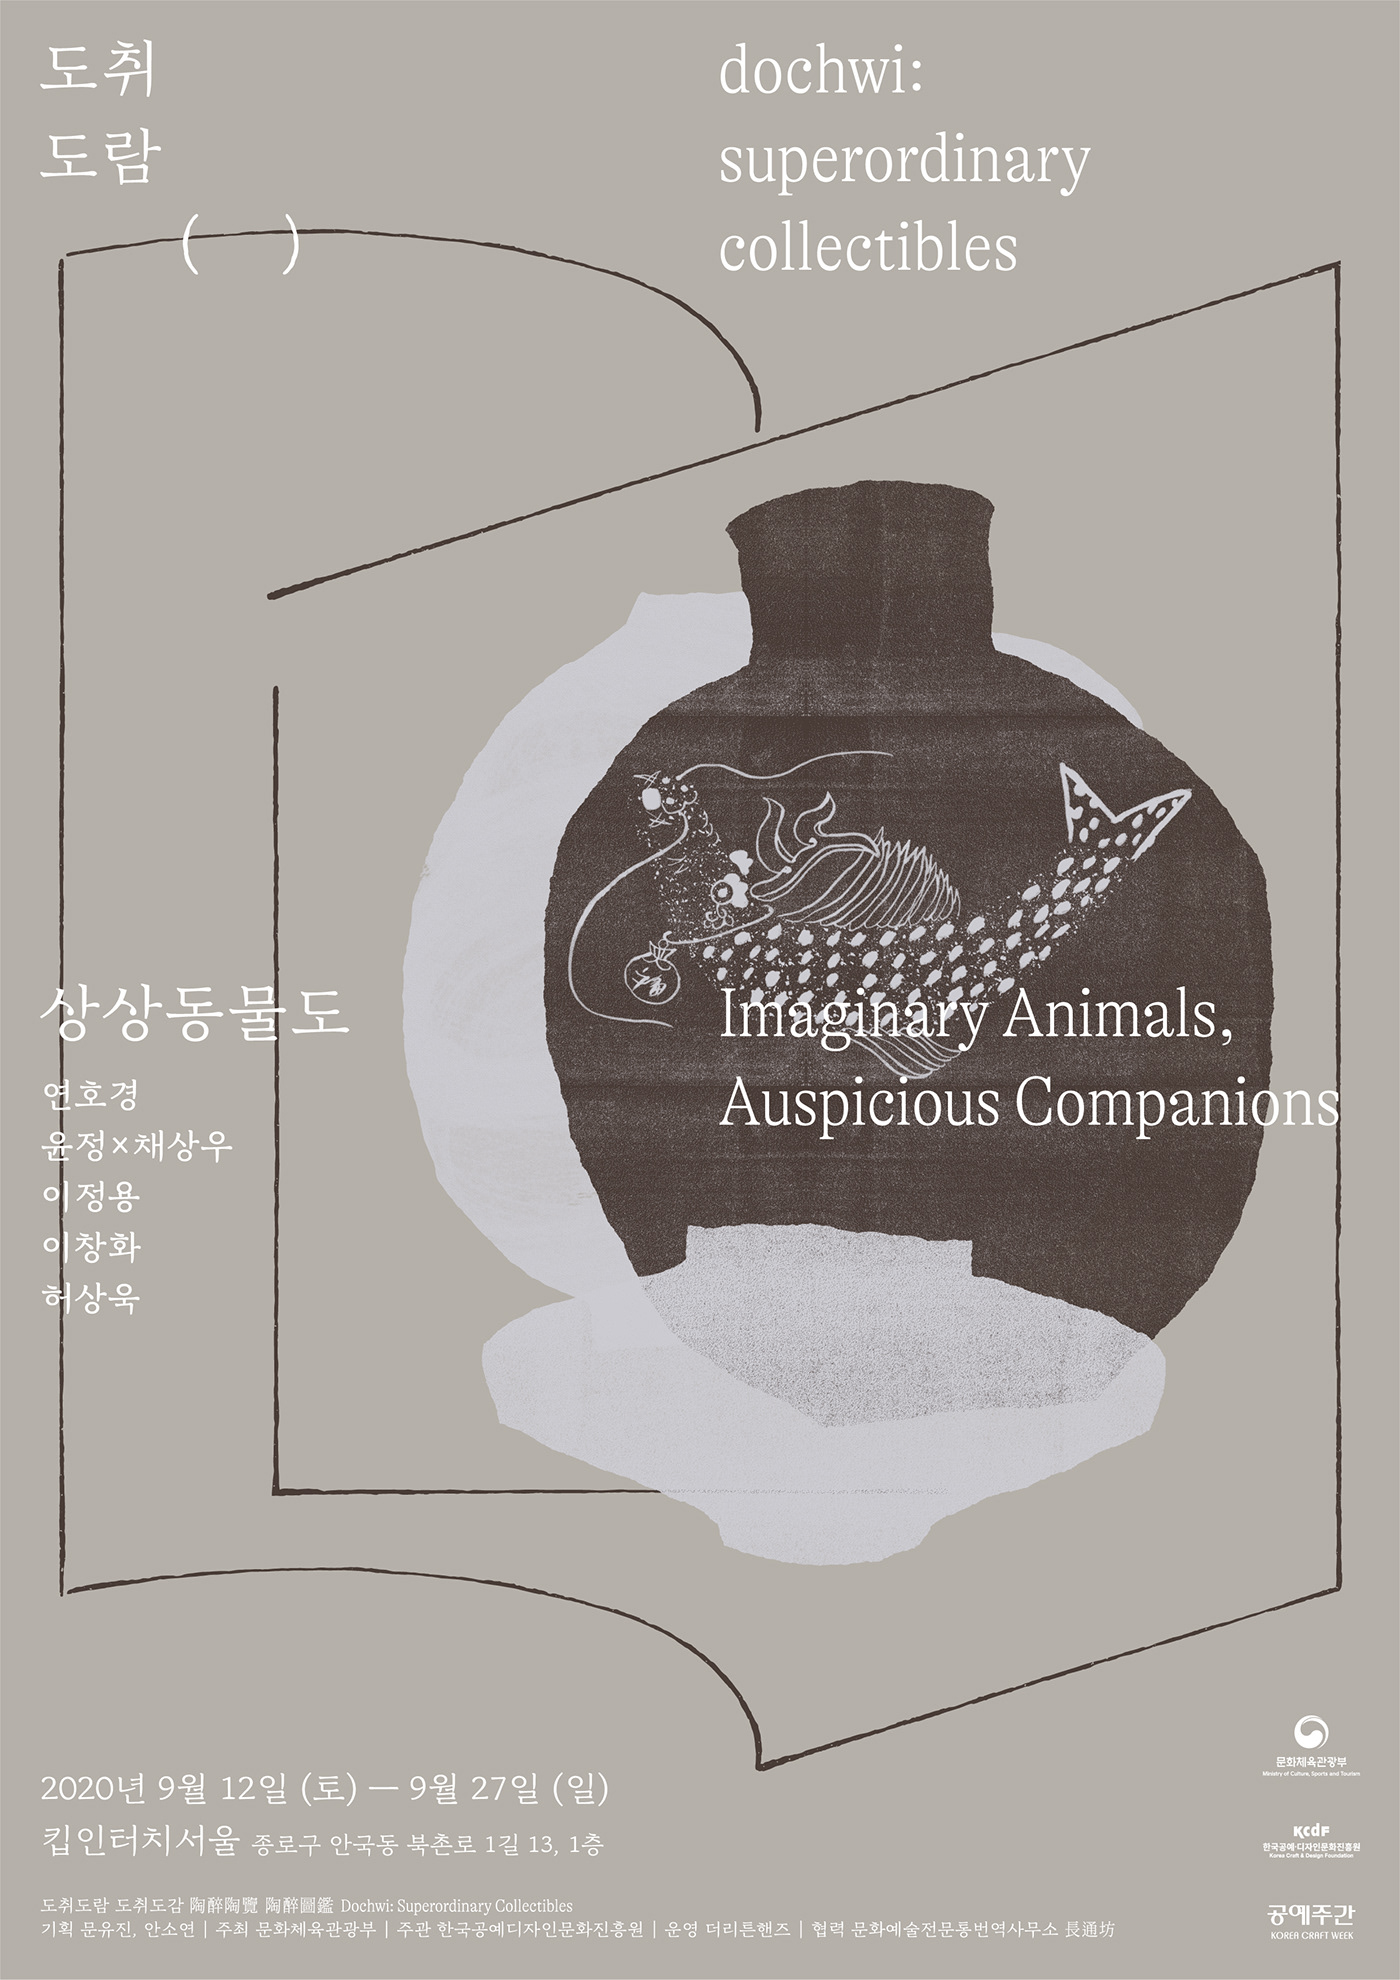 도취
도람
( )
dochwi:
superordinary
collectibles
상상동물도
연호경
윤정×채상우
이정용
이창화
허상욱
Imaginary Animals,
Auspicious Companions
2020년 9월 12일 (토) — 9월 27일 (일)
킵인터치서울 종로구 안국동 북촌로 1길 13, 1층
도취도람 도취도감 陶醉陶覽 陶醉圖鑑 Dochwi: Superordinary Collectibles
기획 문유진, 안소연 | 주최 문화체육관광부 | 주관 한국공예디자인문화진흥원 | 운영 더리튼핸즈 | 협력 문화예술전문통번역사무소 長通坊
문화체육관광부
Ministry of Culture, Sports and Tourism
KCDF
한국공예·디자인문화진흥원
Korea Craft & Design Foundation
공예주간
KOREA CRAFT WEEK